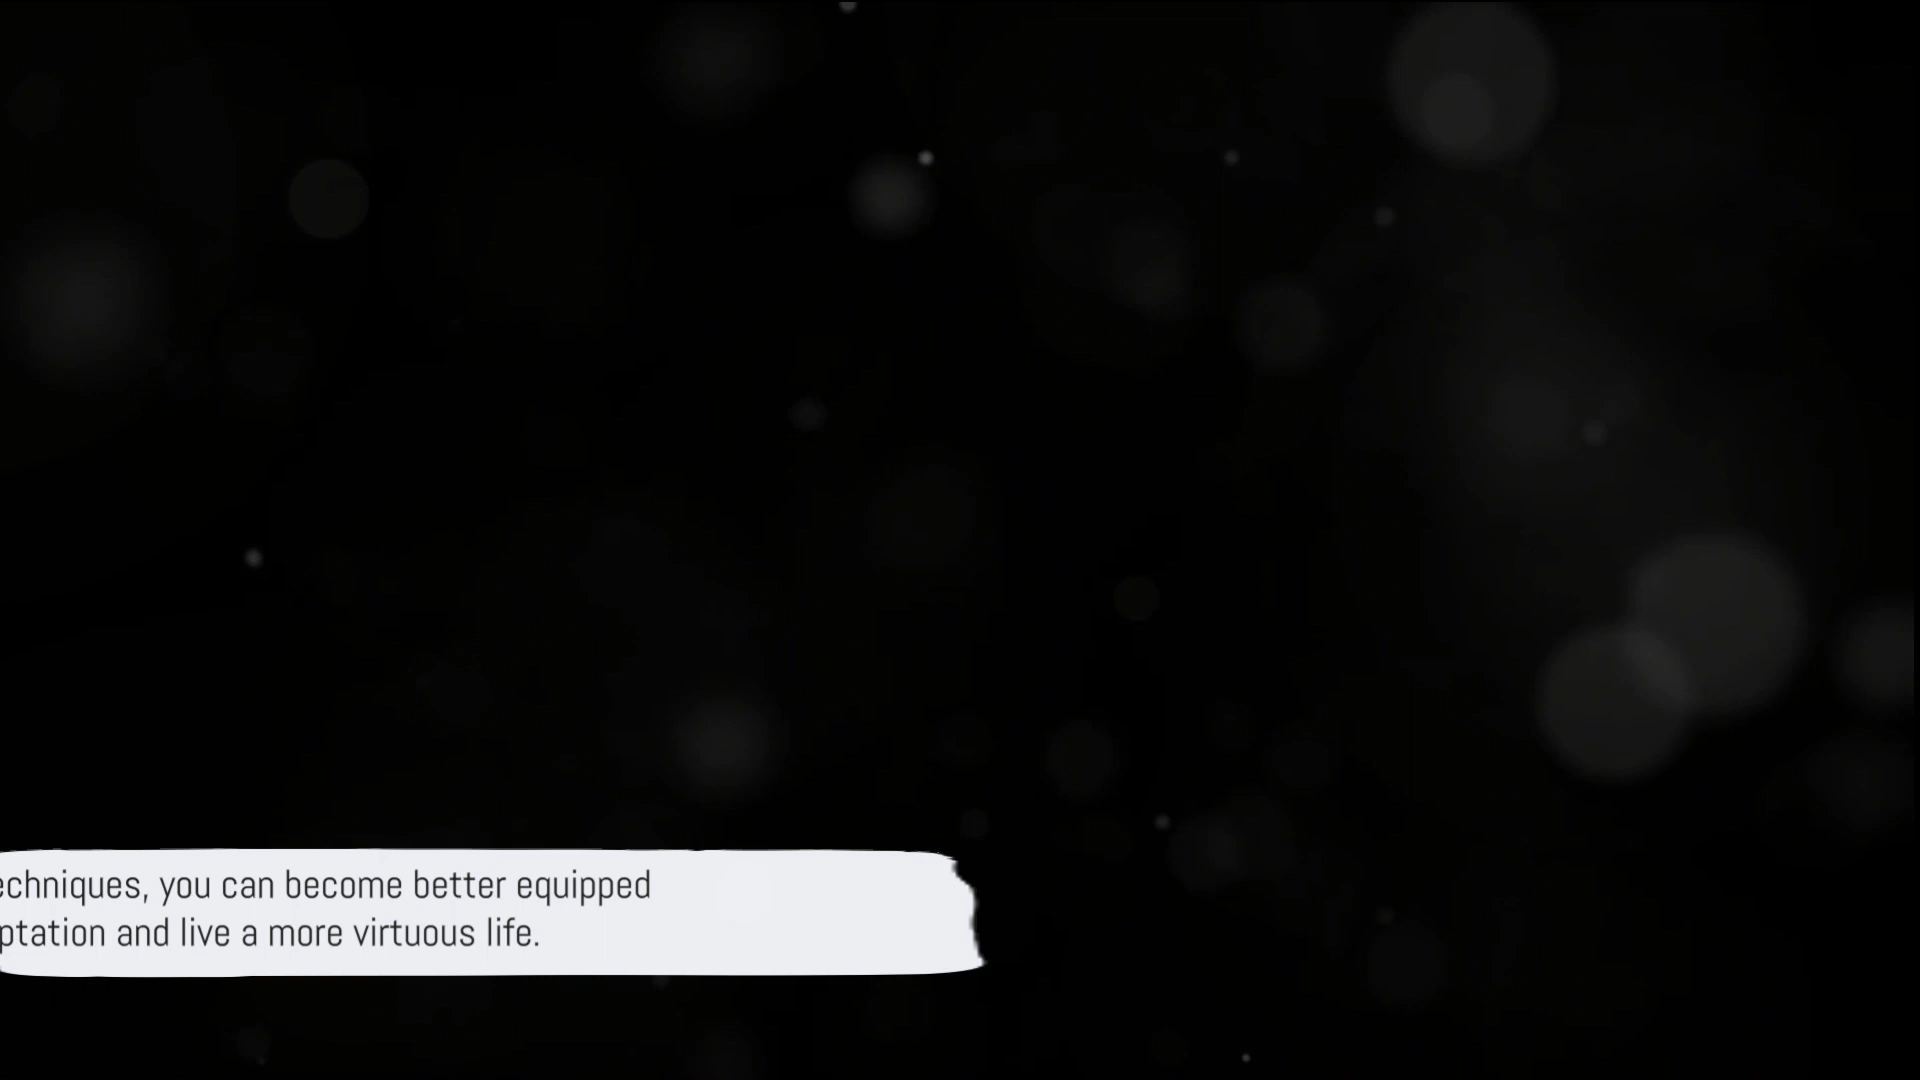 echniques, you can become better equipped
ptation and live a more virtuous life.